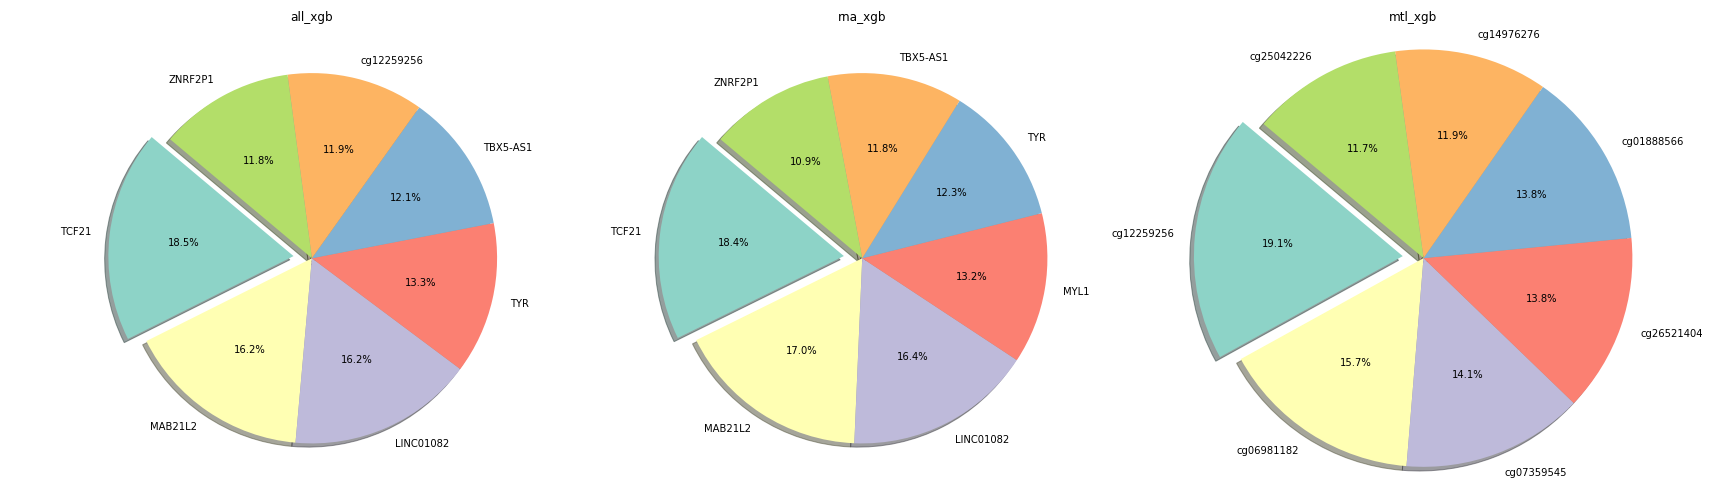 all_xgb
cg12259256
ZNRF2P1
TBX5-AS1
11.9%
11.8%
12.1%
TCF21
18.5%
13.3%
TYR
16.2%
16.2%
MAB21L2
LINC01082
rna_xgb
TBX5-AS1
ZNRF2P1
TYR
11.8%
10.9%
12.3%
TCF21
18.4%
13.2%
MYL1
17.0%
16.4%
MAB21L2
LINC01082
mtl_xgb
cg14976276
cg25042226
cg01888566
11.9%
11.7%
13.8%
cg12259256
19.1%
13.8%
cg26521404
15.7%
14.1%
cg06981182
cg07359545